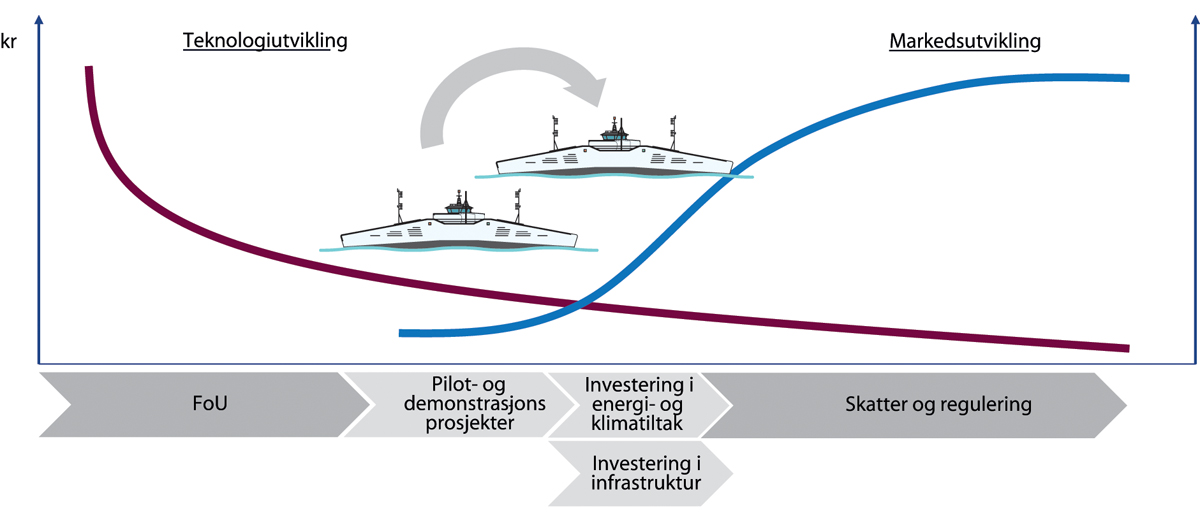 kr
Teknologiutvikling
Markedsutvikling
FoU
Pilot- og
demonstrasjons
prosjekter
Investering i
energi- og
klimatiltak
Skatter og regulering
Investering i
infrastruktur